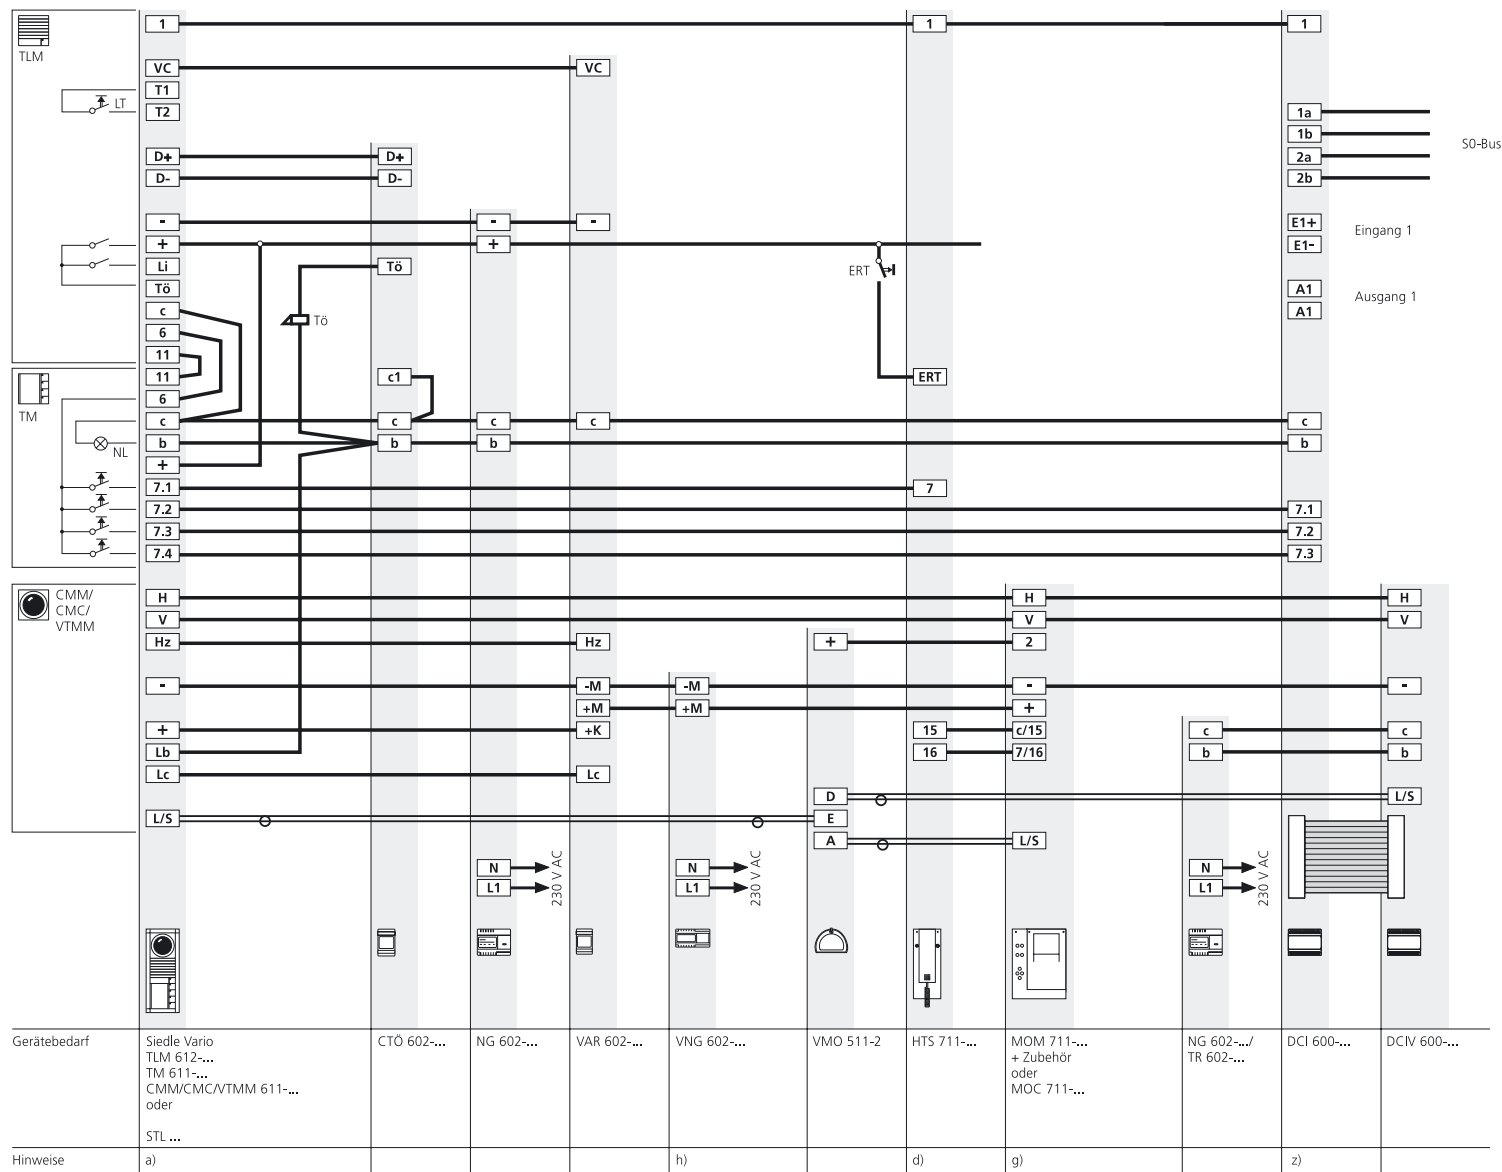 1 1 1
TLM
VC VC
T1
LT
T2 1a
1b
S0-Bus
D+ D+ 2a
D- D- 2b
- - - E1+
Eingang 1
+ + E1-
Li Tö ERT
Tö A1
Ausgang 1
c A1
Tö
6
11
11 c1 ERT
6
TM
c c c c c
b b b b
NL
+
7.1 7
7.2 7.1
7.3 7.2
7.4 7.3
CMM/
CMC/
VTMM
H H H
V V V
Hz Hz + 2
- -M -M - -
+M +M +
+ +K 15 c/15 c c
Lb 16 7/16 b b
Lc Lc
D L/S
L/S E
A L/S
N N N
L1 L1 L1
230 V AC 230 V AC 230 V AC
Gerätebedarf
Siedle Vario
TLM 612-...
TM 611-...
CMM/CMC/VTMM 611-...
oder
STL ...
CTÖ 602-...
NG 602-...
VAR 602-...
VNG 602-...
VMO 511-2
HTS 711-...
MOM 711-...
+ Zubehör
oder
MOC 711-...
NG 602-.../
TR 602-...
DCI 600-...
DCIV 600-...
Hinweise a) h) d) g) z)